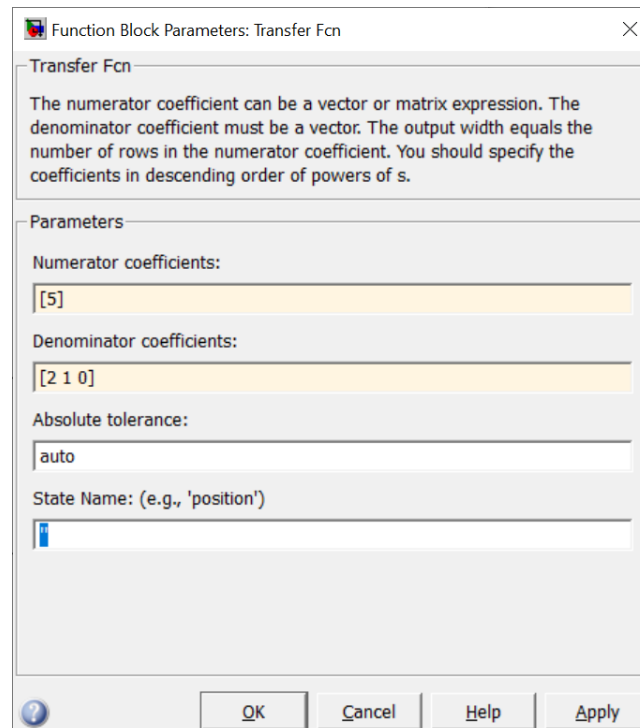 Function Block Parameters: Transfer Fcn
Transfer Fcn
The numerator coefficient can be a vector or matrix expression. The
denominator coefficient must be a vector. The output width equals the
number of rows in the numerator coefficient. You should specify the
coefficients in descending order of powers of s.
Parameters
Numerator coefficients:
[5]
Denominator coefficients:
[2 1 0]
Absolute tolerance:
auto
State Name: (e.g., 'position')
''
OK Cancel Help Apply